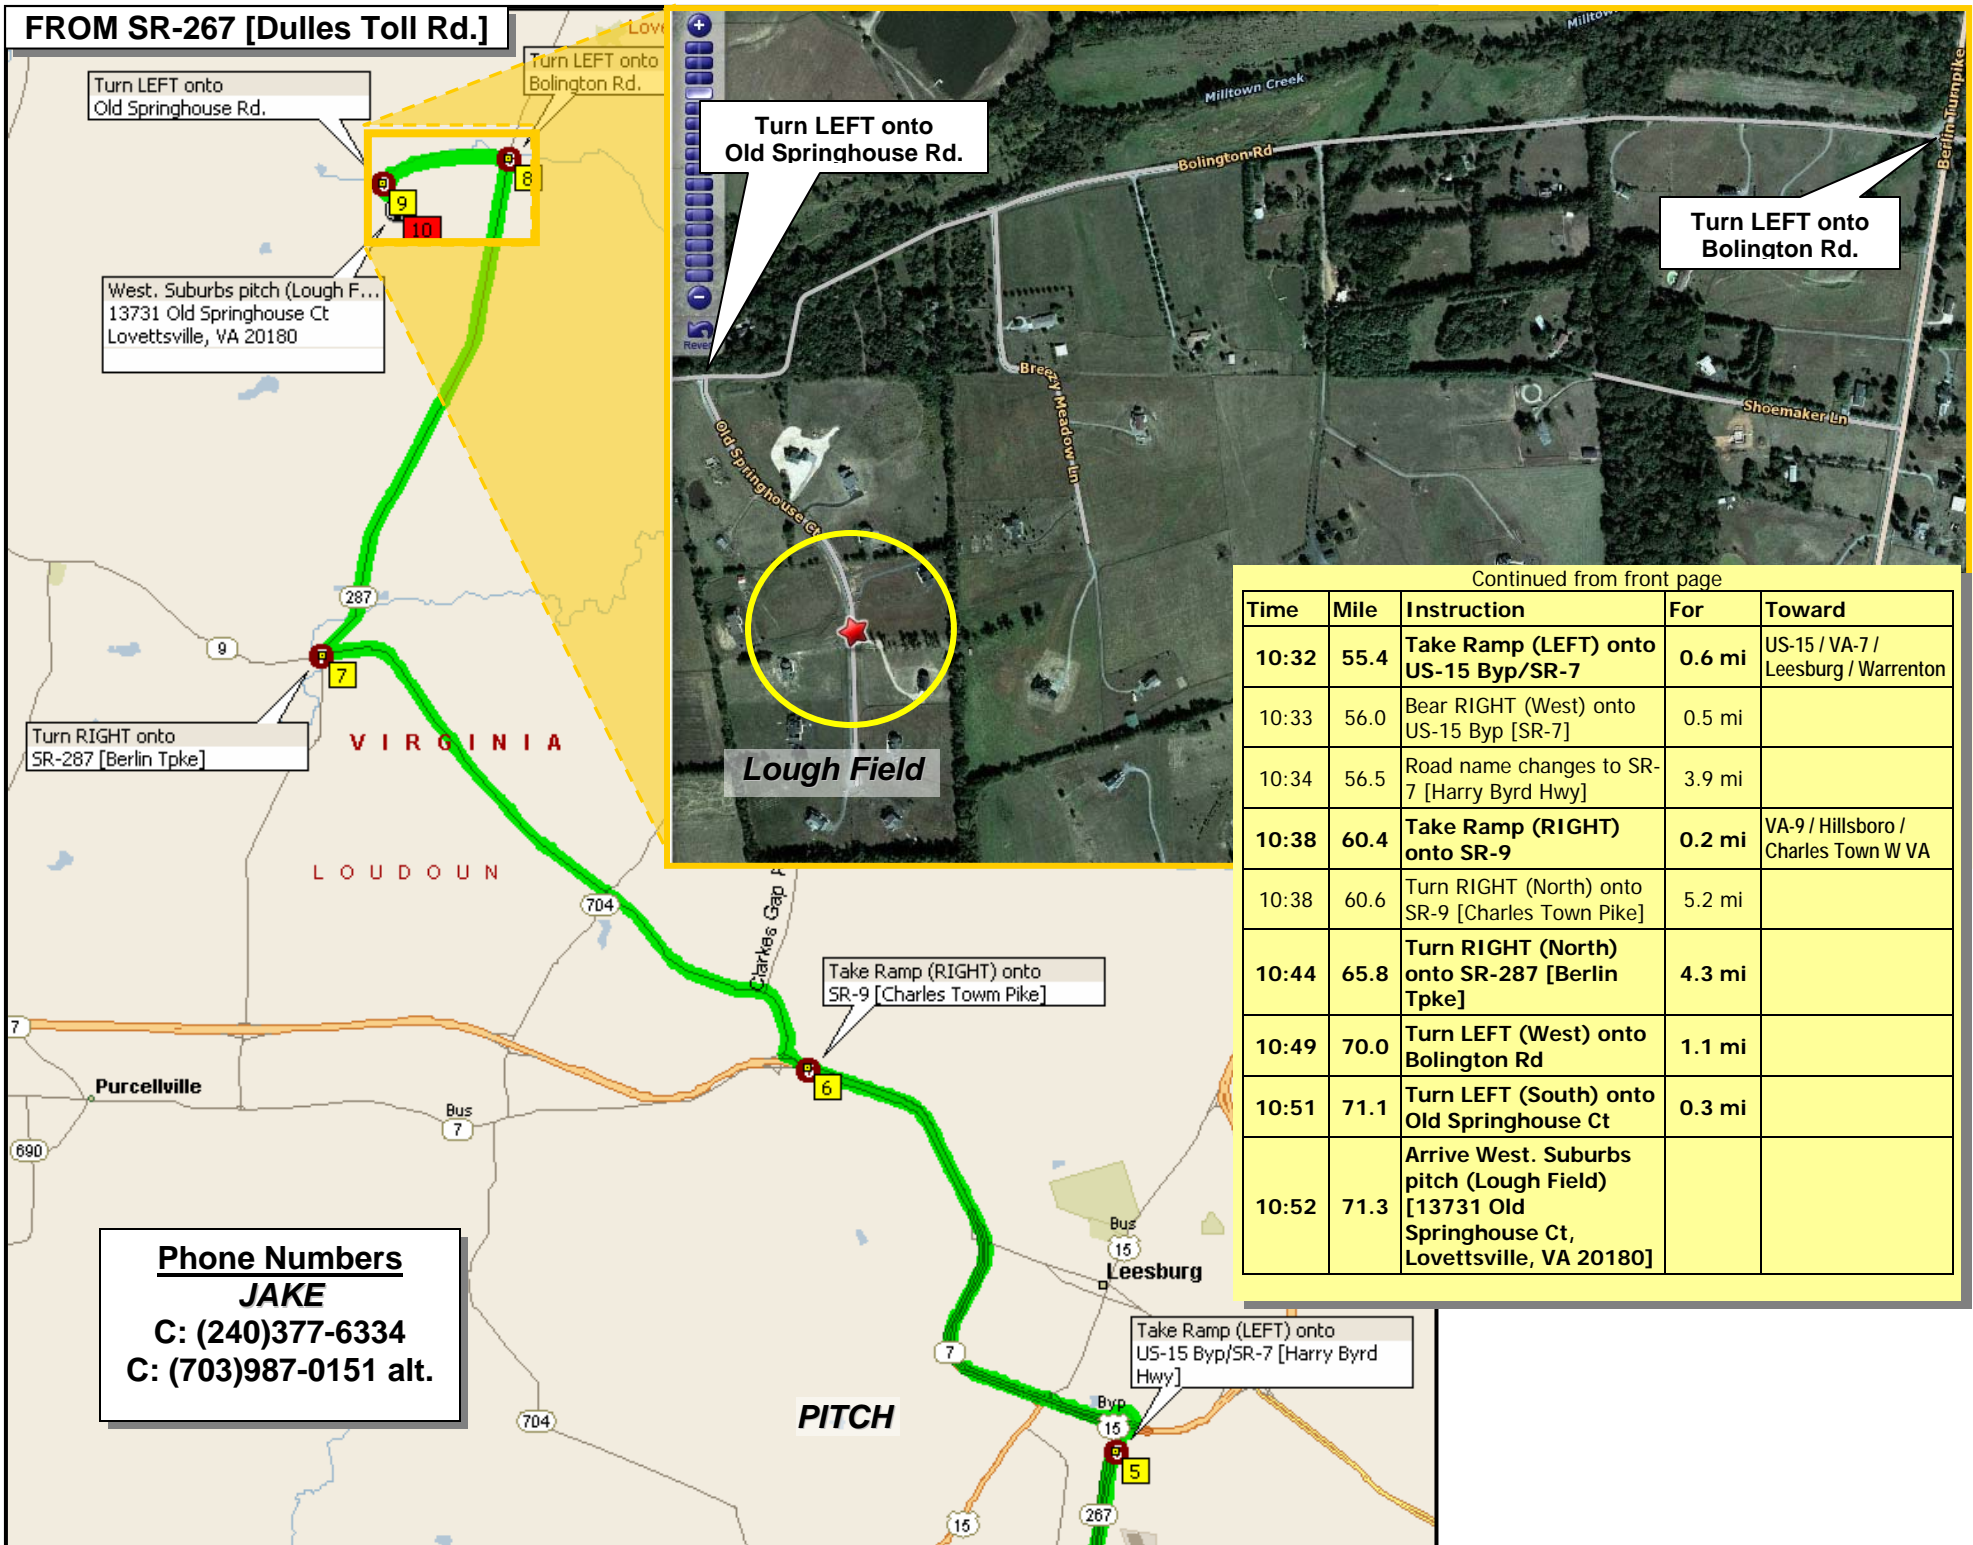 FROM SR-267 [Dulles Toll Rd.]
Turn LEFT onto
Old Springhouse Rd.
Turn LEFT onto
Bolington Rd.
8
9
10
West. Suburbs pitch (Lough F...
13731 Old Springhouse Ct
Lovettsville, VA 20180
287
9
7
Turn RIGHT onto
SR-287 [Berlin Tpke]
VIRGINIA
LOUDOUN
704
Clarkes Gap
Take Ramp (RIGHT) onto
SR-9 [Charles Towm Pike]
7
6
Purcellville
Bus
7
690
Bus
15
Leesburg
Phone Numbers
JAKE
C: (240)377-6334
C: (703)987-0151 alt.
7
704
PITCH
Take Ramp (LEFT) onto
US-15 Byp/SR-7 [Harry Byrd
Hwy]
Byp
15
5
267
15
Milltown Creek
Turn LEFT onto
Old Springhouse Rd.
Bolington Rd
Berlin Turnpike
Turn LEFT onto
Bolington Rd.
Breezy Meadow Ln
Shoemaker Ln
Old Springhouse Ct
Lough Field
Continued from front page
Time Mile Instruction For Toward
10:32 55.4 Take Ramp (LEFT) onto US-15 Byp/SR-7 0.6 mi US-15 / VA-7 / Leesburg / Warrenton
10:33 56.0 Bear RIGHT (West) onto US-15 Byp [SR-7] 0.5 mi
10:34 56.5 Road name changes to SR-7 [Harry Byrd Hwy] 3.9 mi
10:38 60.4 Take Ramp (RIGHT) onto SR-9 0.2 mi VA-9 / Hillsboro / Charles Town W VA
10:38 60.6 Turn RIGHT (North) onto SR-9 [Charles Town Pike] 5.2 mi
10:44 65.8 Turn RIGHT (North) onto SR-287 [Berlin Tpke] 4.3 mi
10:49 70.0 Turn LEFT (West) onto Bolington Rd 1.1 mi
10:51 71.1 Turn LEFT (South) onto Old Springhouse Ct 0.3 mi
10:52 71.3 Arrive West. Suburbs pitch (Lough Field) [13731 Old Springhouse Ct, Lovettsville, VA 20180]